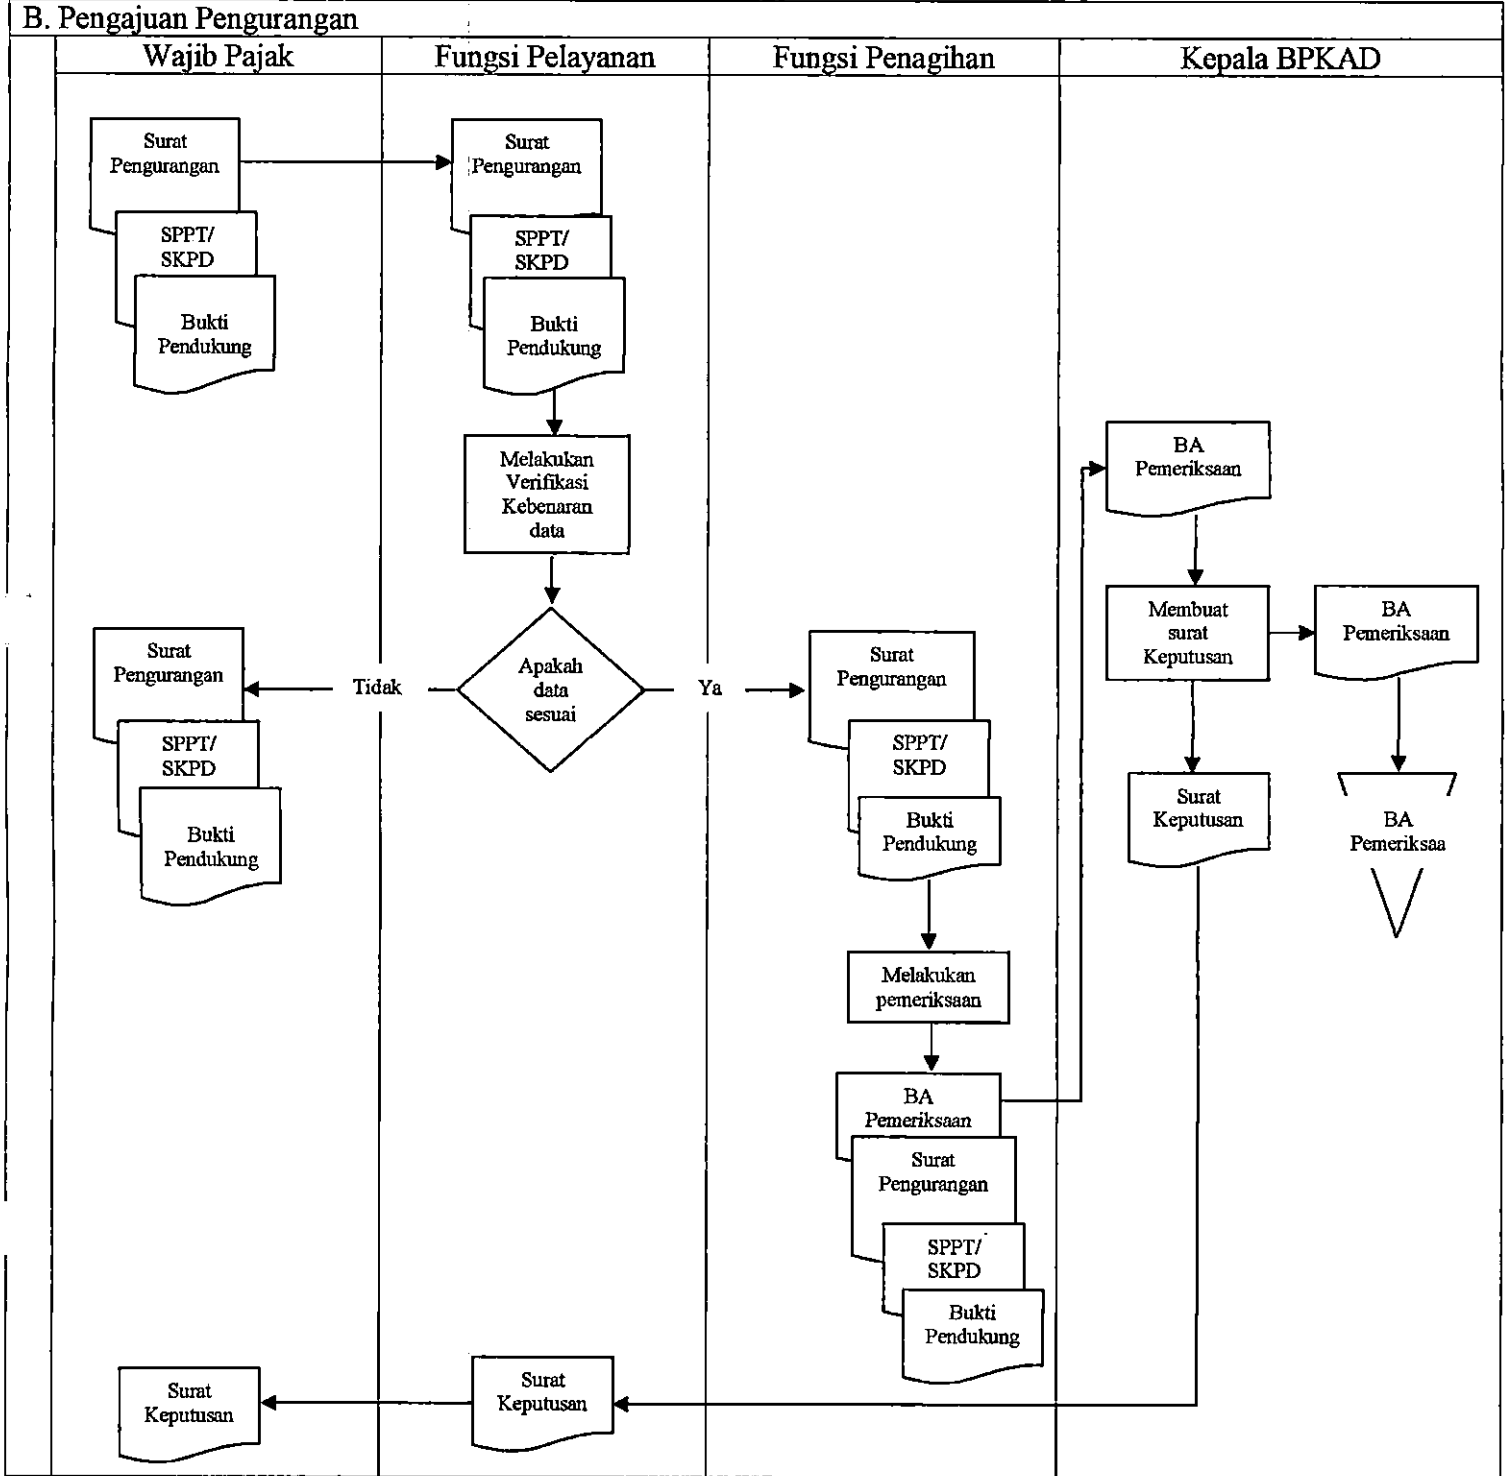 B. Pengajuan Pengurangan
Wajib Pajak
Fungsi Pelayanan
Fungsi Penagihan
Kepala BPKAD
Surat
Pengurangan
SPPT/
SKPD
Bukti
Pendukung
Surat
Pengurangan
SPPT/
SKPD
Bukti
Pendukung
Melakukan
Verifikasi
Kebenaran
data
Apakah
data
sesuai
Tidak
Ya
Surat
Pengurangan
SPPT/
SKPD
Bukti
Pendukung
Surat
Pengurangan
SPPT/
SKPD
Bukti
Pendukung
Melakukan
pemeriksaan
BA
Pemeriksaan
Surat
Pengurangan
SPPT/
SKPD
Bukti
Pendukung
BA
Pemeriksaan
Membuat
surat
Keputusan
BA
Pemeriksaan
Surat
Keputusan
BA
Pemeriksaa
Surat
Keputusan
Surat
Keputusan